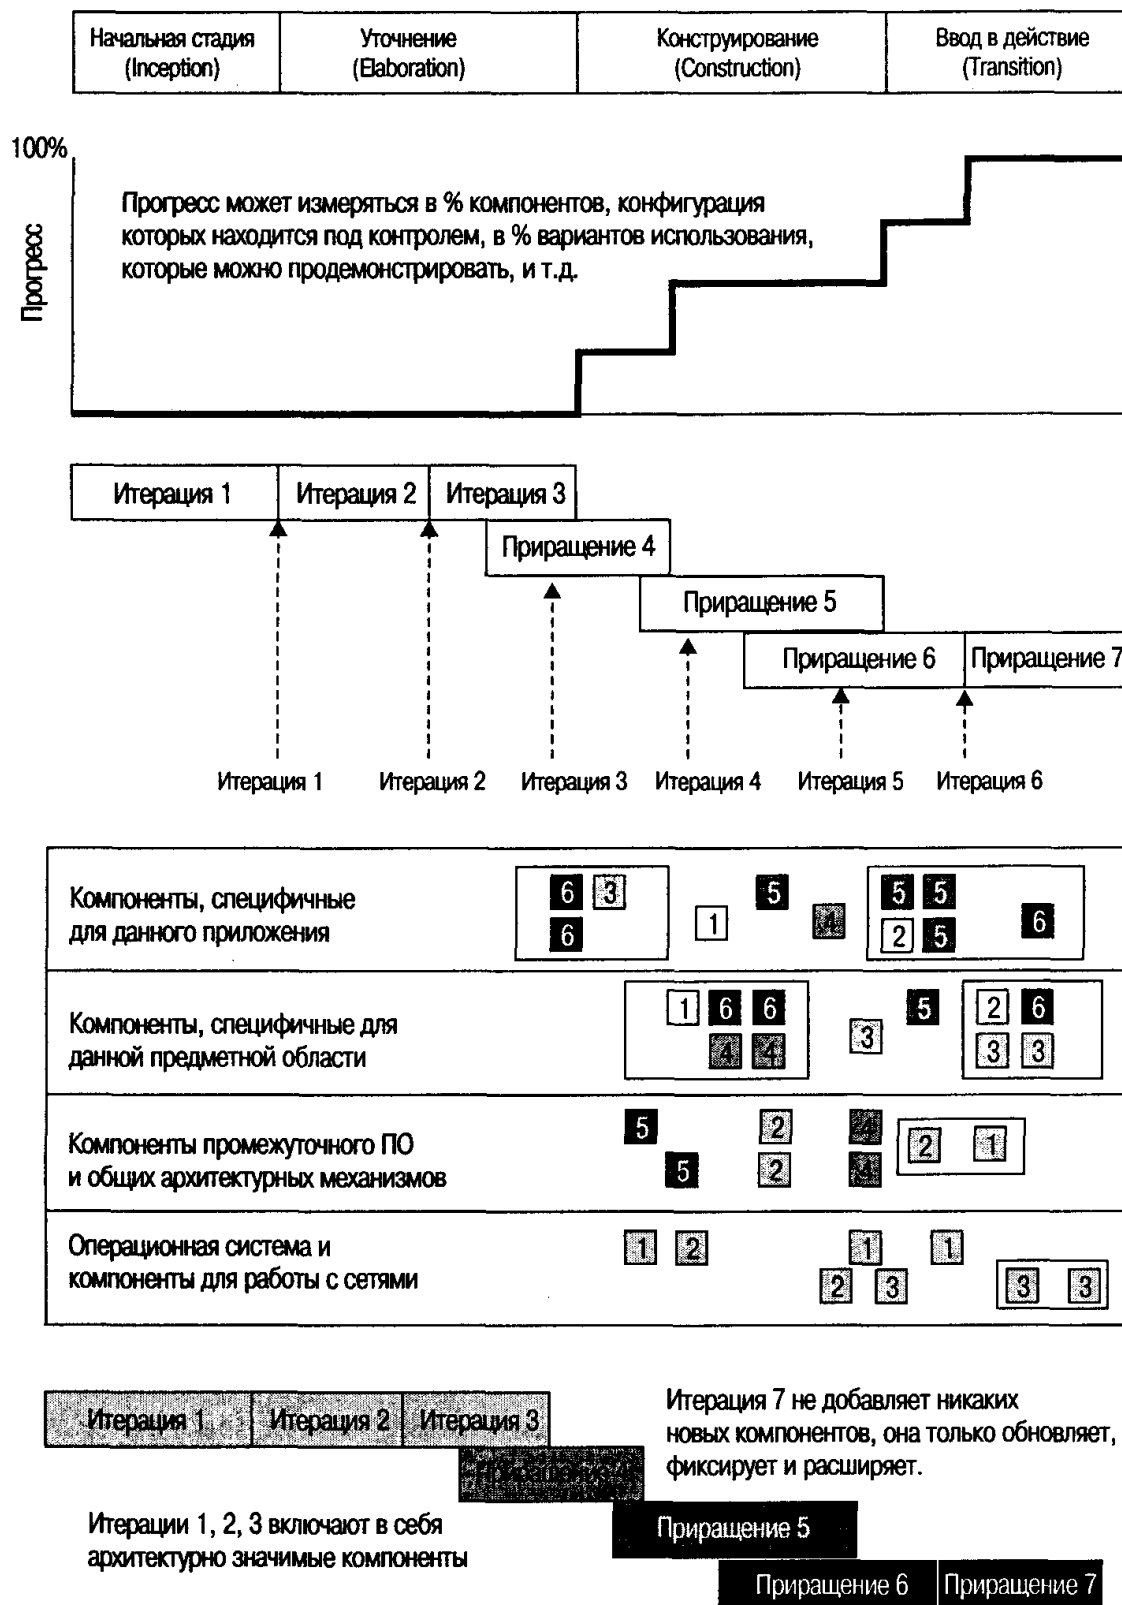 Начальная стадия
(Inception)
Уточнение
(Elaboration)
Конструирование
(Construction)
Ввод в действие
(Transition)
100%
Прогресс
Прогресс может измеряться в % компонентов, конфигурация
которых находится под контролем, в % вариантов использования,
которые можно продемонстрировать, и т.д.
Итерация 1
Итерация 2
Итерация 3
Приращение 4
Приращение 5
Приращение 6
Приращение 7
Итерация 1
Итерация 2
Итерация 3
Итерация 4
Итерация 5
Итерация 6
Компоненты, специфичные
для данного приложения
6 3 5 5 5
6 1 4 2 5 6
Компоненты, специфичные для
данной предметной области
1 6 6 5 2 6
4 4 3 3 3
Компоненты промежуточного ПО
и общих архитектурных механизмов
5 2 4 2 1
5 2 4
Операционная система и
компоненты для работы с сетями
1 2 1 1
2 3 3 3
Итерация 1
Итерация 2
Итерация 3
Приращение 4
Приращение 5
Приращение 6
Приращение 7
Итерация 7 не добавляет никаких
новых компонентов, она только обновляет,
фиксирует и расширяет.
Итерации 1, 2, 3 включают в себя
архитектурно значимые компоненты